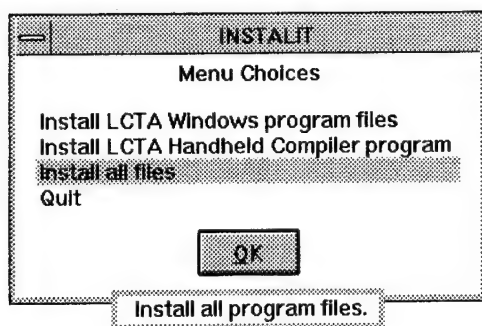 INSTALIT
Menu Choices
Install LCTA Windows program files
Install LCTA Handheld Compiler program
Install all files
Quit
OK
Install all program files.